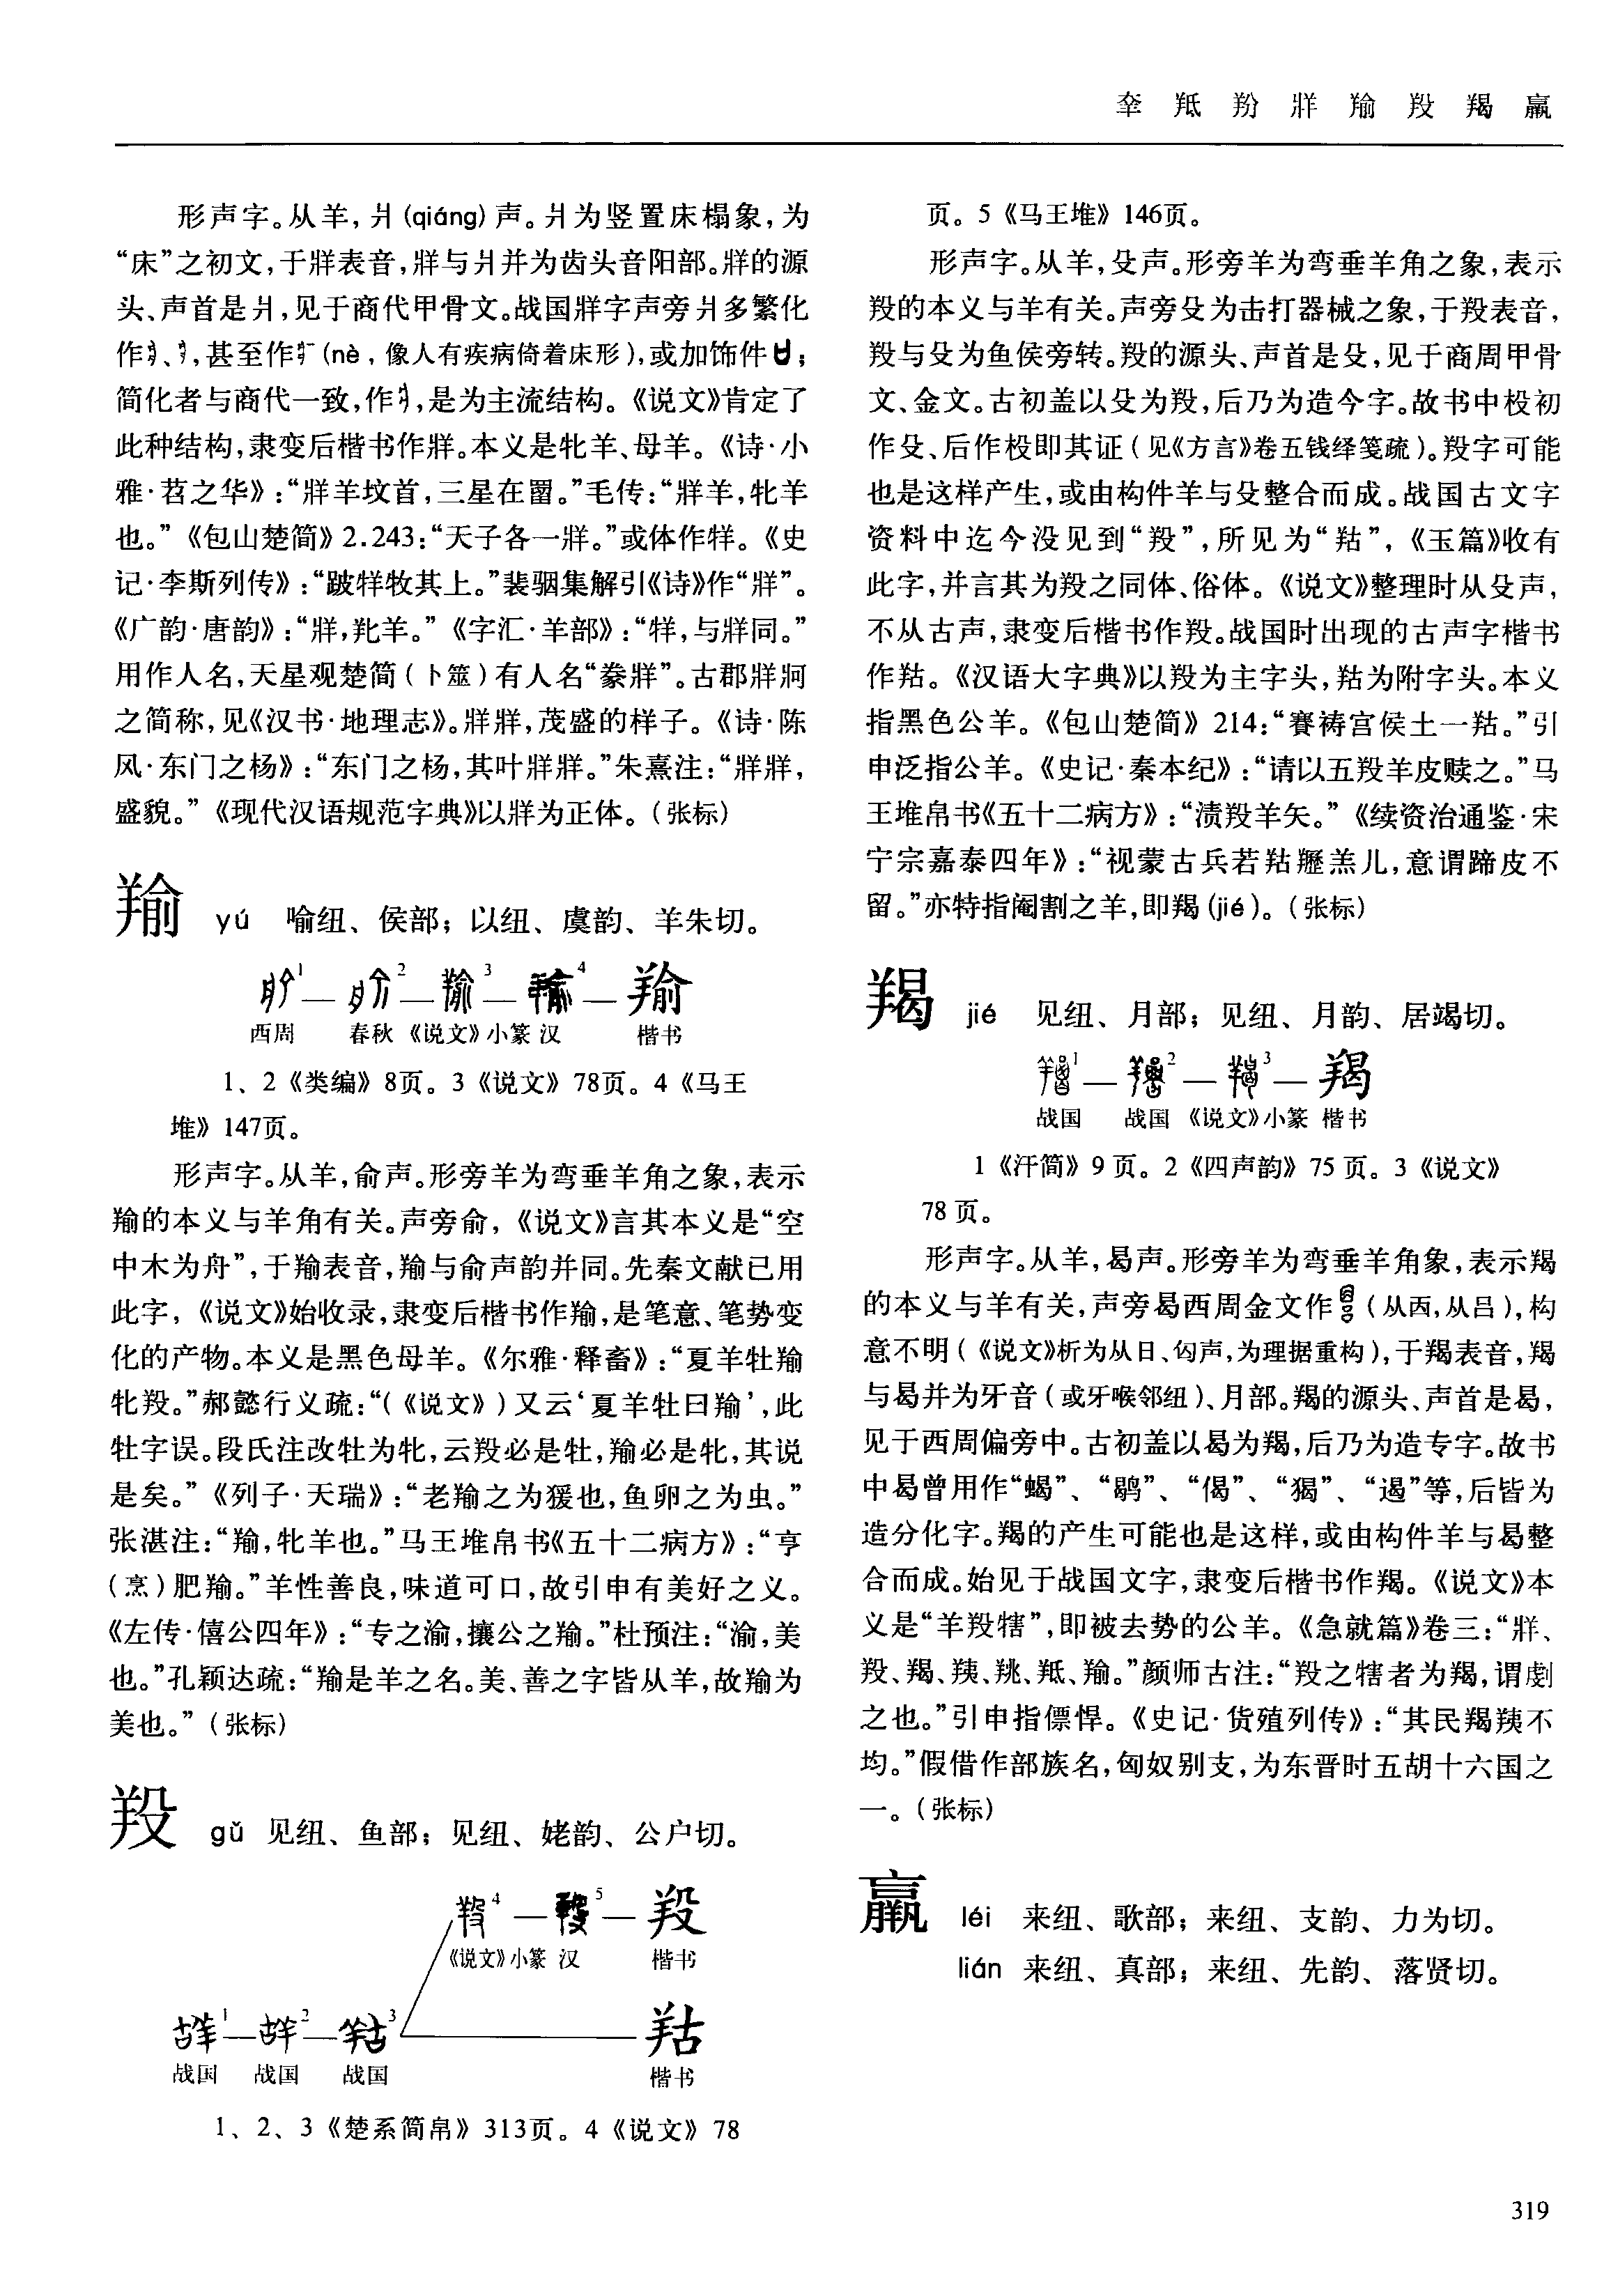 羍 羝 羒 牂 羭 羖 羯 羸
形声字。从羊，爿(qiáng)声。爿为竖置床榻象，为
“床”之初文，于牂表音，牂与爿并为齿头音阳部。牂的源
头、声首是爿，见于商代甲骨文。战国牂字声旁爿多繁化
作、，甚至作疒(nè，像人有疾病倚着床形)，或加饰件；
简化者与商代一致，作，是为主流结构。《说文》肯定了
此种结构，隶变后楷书作牂。本义是牝羊、母羊。《诗·小
雅·苕之华》：“牂羊坟首，三星在罶。”毛传：“牂羊，牝羊
也。”《包山楚简》2.243：“天子各一牂。”或体作牂。《史
记·李斯列传》：“跛牂牧其上。”裴骃集解引《诗》作“牂”。
《广韵·唐韵》：“牂，羘羊。”《字汇·羊部》：“牂，与牂同。”
用作人名，天星观楚简(卜筮)有人名“豢牂”。古郡牂牁
之简称，见《汉书·地理志》。牂牂，茂盛的样子。《诗·陈
风·东门之杨》：“东门之杨，其叶牂牂。”朱熹注：“牂牂，
盛貌。”《现代汉语规范字典》以牂为正体。(张标)
羭 yú 喻纽、侯部；以纽、虞韵、羊朱切。
1—2—3—4—羭
西周 春秋 《说文》小篆 汉 楷书
1、2《类编》8页。3《说文》78页。4《马王
堆》147页。
形声字。从羊，俞声。形旁羊为弯垂羊角之象，表示
羭的本义与羊角有关。声旁俞，《说文》言其本义是“空
中木为舟”，于羭表音，羭与俞声韵并同。先秦文献已用
此字，《说文》始收录，隶变后楷书作羭，是笔意、笔势变
化的产物。本义是黑色母羊。《尔雅·释畜》：“夏羊牡羭
牝羖。”郝懿行义疏：“(《说文》)又云‘夏羊牡曰羭’，此
牡字误。段氏注改牡为牝，云羖必是牡，羭必是牝，其说
是矣。”《列子·天瑞》：“老羭之为猨也，鱼卵之为虫。”
张湛注：“羭，牝羊也。”马王堆帛书《五十二病方》：“亨
(烹)肥羭。”羊性善良，味道可口，故引申有美好之义。
《左传·僖公四年》：“专之渝，攘公之羭。”杜预注：“渝，美
也。”孔颖达疏：“羭是羊之名。美、善之字皆从羊，故羭为
美也。”(张标)
羖 gǔ 见纽、鱼部；见纽、姥韵、公户切。
4—5—羖
《说文》小篆 汉 楷书
1—2—3 羖
战国 战国 战国 楷书
1、2、3《楚系简帛》313页。4《说文》78
页。5《马王堆》146页。
形声字。从羊，殳声。形旁羊为弯垂羊角之象，表示
羖的本义与羊有关。声旁殳为击打器械之象，于羖表音，
羖与殳为鱼侯旁转。羖的源头、声首是殳，见于商周甲骨
文、金文。古初盖以殳为羖，后乃为造今字。故书中杸初
作殳、后作杸即其证(见《方言》卷五钱绎笺疏)。羖字可能
也是这样产生，或由构件羊与殳整合而成。战国古文字
资料中迄今没见到“羖”，所见为“羖”，《玉篇》收有
此字，并言其为羖之同体、俗体。《说文》整理时从殳声，
不从古声，隶变后楷书作羖。战国时出现的古声字楷书
作䍩。《汉语大字典》以羖为主字头，䍩为附字头。本义
指黑色公羊。《包山楚简》214：“赛祷宫侯土一䍩。”引
申泛指公羊。《史记·秦本纪》：“请以五羖羊皮赎之。”马
王堆帛书《五十二病方》：“渍羖羊矢。”《续资治通鉴·宋
宁宗嘉泰四年》：“视蒙古兵若䍩䍽羔儿，意谓蹄皮不
留。”亦特指阉割之羊，即羯(jié)。(张标)
羯 jié 见纽、月部；见纽、月韵、居竭切。
1—2—3—羯
战国 战国 《说文》小篆 楷书
1《汗简》9页。2《四声韵》75页。3《说文》
78页。
形声字。从羊，曷声。形旁羊为弯垂羊角象，表示羯
的本义与羊有关，声旁曷西周金文作(从丙，从吕)，构
意不明(《说文》析为从日、匃声，为理据重构)，于羯表音，羯
与曷并为牙音(或牙喉邻纽)、月部。羯的源头、声首是曷，
见于西周偏旁中。古初盖以曷为羯，后乃为造专字。故书
中曷曾用作“蝎”、“鹖”、“偈”、“猲”、“遏”等，后皆为
造分化字。羯的产生可能也是这样，或由构件羊与曷整
合而成。始见于战国文字，隶变后楷书作羯。《说文》本
义是“羊羖犗”，即被去势的公羊。《急就篇》卷三：“牂、
羖、羯、羠、羜、羝、羭。”颜师古注：“羖之犗者为羯，谓劇
之也。”引申指僄悍。《史记·货殖列传》：“其民羯羠不
均。”假借作部族名，匈奴别支，为东晋时五胡十六国之
一。(张标)
羸 léi 来纽、歌部；来纽、支韵、力为切。
lián 来纽、真部；来纽、先韵、落贤切。
319